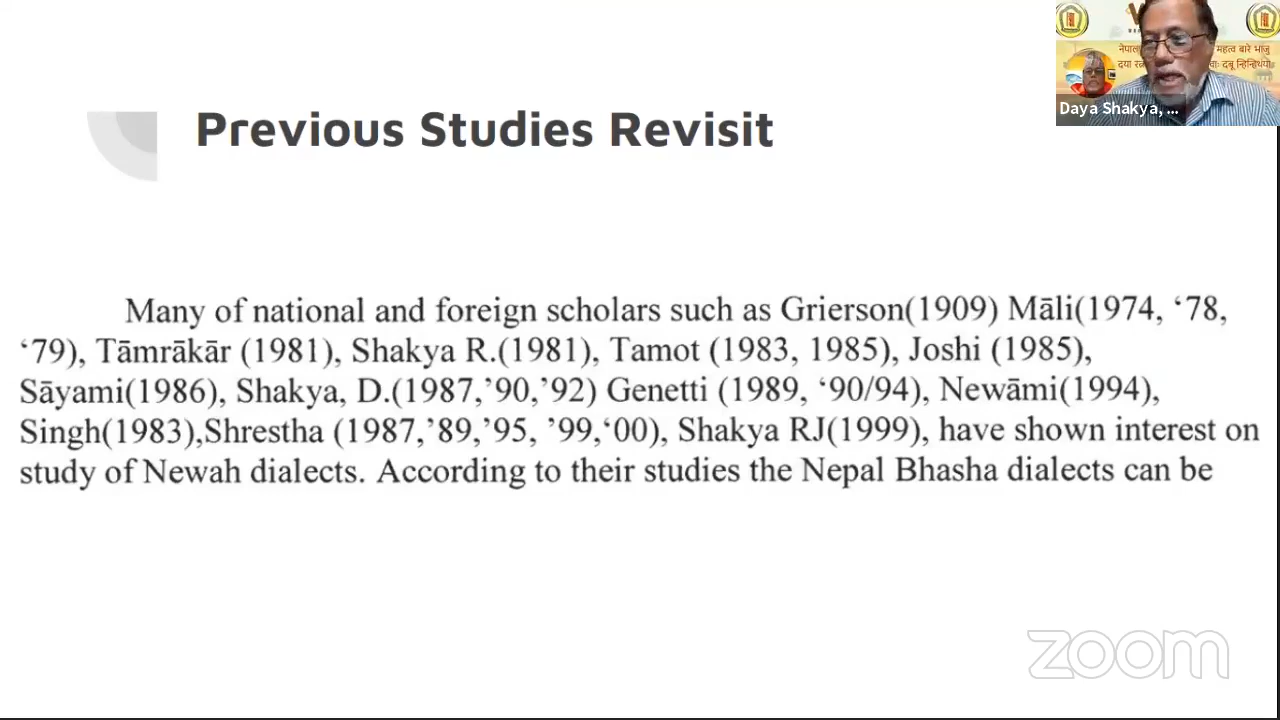 Previous Studies Revisit
Many of national and foreign scholars such as Grierson(1909) Māli(1974, ‘78,
‘79), Tāmrākār (1981), Shakya R.(1981), Tamot (1983, 1985), Joshi (1985),
Sāyami(1986), Shakya, D.(1987,’90,’92) Genetti (1989, ‘90/94), Newāmi(1994),
Singh(1983),Shrestha (1987,’89,’95, ’99,‘00), Shakya RJ(1999), have shown interest on
study of Newah dialects. According to their studies the Nepal Bhasha dialects can be
महत्व बारे भाजु
Daya Shakya, ...
zoom